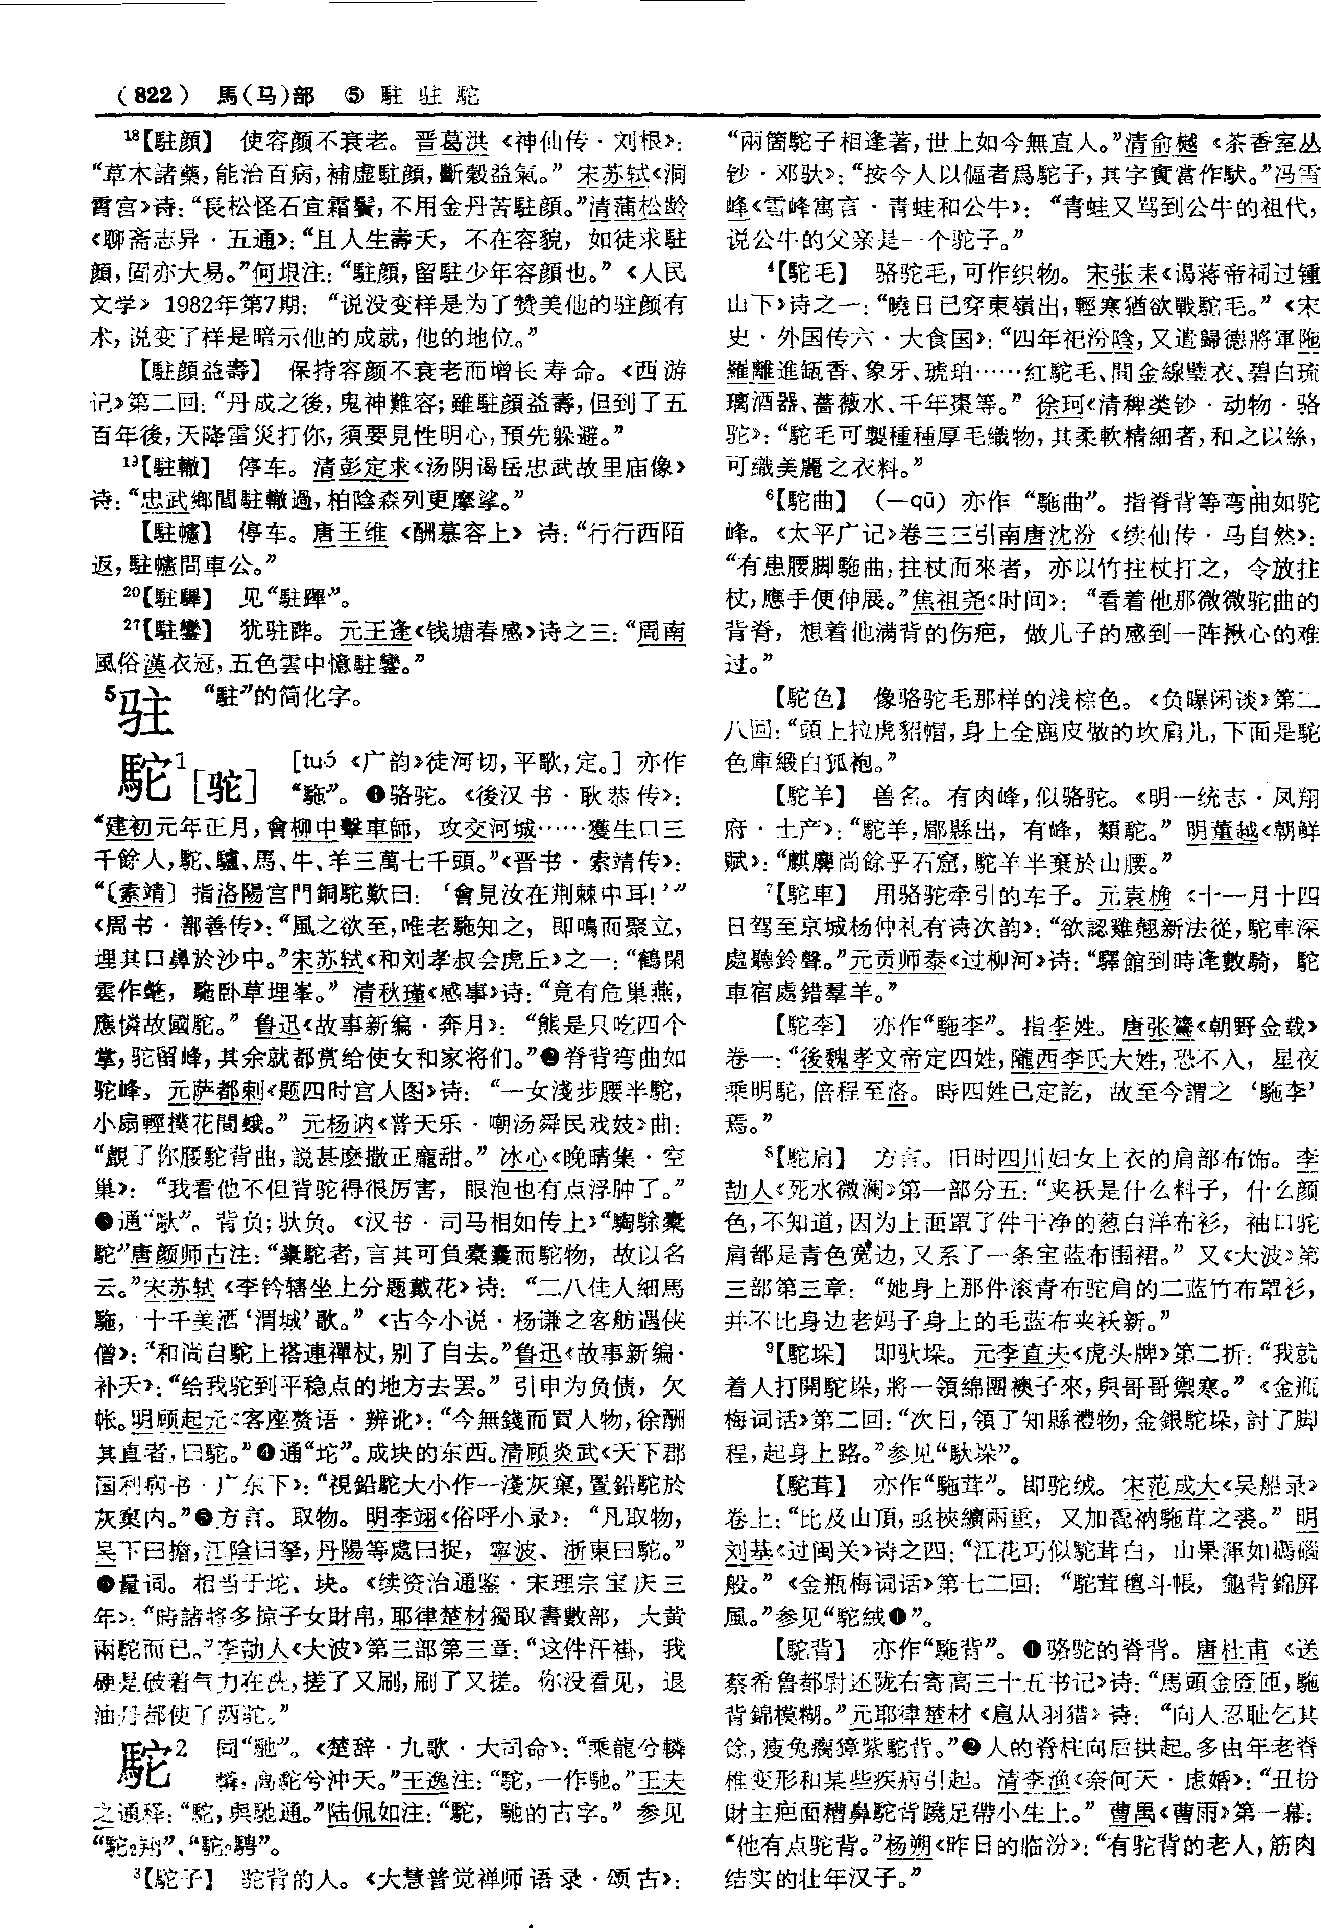 (822) 馬(马)部 ⑤ 駐 驻 駝
18【駐顔】 使容颜不衰老。晋葛洪《神仙传·刘根》：
“草木諸藥，能治百病，補虚駐顔，斷穀益氣。”宋苏轼《洞
霄宫》诗：“長松怪石宜霜鬢，不用金丹苦駐顔。”清蒲松龄
《聊斋志异·五通》：“且人生壽夭，不在容貌，如徒求駐
顔，固亦大易。”何垠注：“駐顔，留駐少年容顔也。”《人民
文学》1982年第7期：“说没变样是为了赞美他的驻颜有
术，说变了样是暗示他的成就，他的地位。”
【駐顔益壽】 保持容颜不衰老而增长寿命。《西游
记》第二回：“丹成之後，鬼神難容；雖駐顔益壽，但到了五
百年後，天降雷災打你，須要見性明心，預先躲避。”
19【駐轍】 停车。清彭定求《汤阴谒岳忠武故里庙像》
诗：“忠武鄉閭駐轍過，柏陰森列更摩挲。”
【駐幰】 停车。唐王维《酬慕容上》诗：“行行西陌
返，駐幰問車公。”
20【駐驆】 见“駐蹕”。
27【駐鑾】 犹驻跸。元王逢《钱塘春感》诗之三：“周南
風俗漢衣冠，五色雲中憶駐鑾。”
5驻 “駐”的简化字。
駝1[驼] [tuó《广韵》徒河切，平歌，定。]亦作
“駞”。❶骆驼。《後汉书·耿恭传》：
“建初元年正月，會柳中擊車師，攻交河城……獲生口三
千餘人，駝、驢、馬、牛、羊三萬七千頭。”《晋书·索靖传》：
“〔索靖〕指洛陽宫門銅駝歎曰：‘會見汝在荆棘中耳！’”
《周书·鄯善传》：“風之欲至，唯老駞知之，即鳴而聚立，
埋其口鼻於沙中。”宋苏轼《和刘孝叔会虎丘》之一：“鶴閑
雲作氅，駞卧草埋峯。”清秋瑾《感事》诗：“竟有危巢燕，
應憐故國駝。”鲁迅《故事新编·奔月》：“熊是只吃四个
掌，驼留峰，其余就都赏给使女和家将们。”❷脊背弯曲如
驼峰。元萨都剌《题四时宫人图》诗：“一女淺步腰半駝，
小扇輕撲花間蛾。”元杨讷《普天乐·嘲汤舜民戏妓》曲：
“覰了你腰駝背曲，説甚麽撒正龐甜。”冰心《晚晴集·空
巢》：“我看他不但背驼得很厉害，眼泡也有点浮肿了。”
❸通“馱”。背负；驮负。《汉书·司马相如传上》“騊駼橐
駝”唐颜师古注：“橐駝者，言其可負橐囊而駝物，故以名
云。”宋苏轼《李钤辖坐上分题戴花》诗：“二八佳人細馬
駞，十千美酒‘渭城’歌。”《古今小说·杨谦之客舫遇侠
僧》：“和尚自駝上搭連禪杖，别了自去。”鲁迅《故事新编·
补天》：“给我驼到平稳点的地方去罢。”引申为负债，欠
帐。明顾起元《客座赘语·辨讹》：“今無錢而買人物，徐酬
其直者，曰駝。”❹通“坨”。成块的东西。清顾炎武《天下郡
国利病书·广东下》：“視鉛駝大小作一淺灰窠，置鉛駝於
灰窠内。”❺方言。取物。明李翊《俗呼小录》：“凡取物，
吴下曰擔，江陰曰拏，丹陽等處曰捉，寧波、浙東曰駝。”
❻量词。相当于坨、块。《续资治通鉴·宋理宗宝庆三
年》：“時諸将多掠子女財帛，耶律楚材獨取書數部，大黄
兩駝而已。”李劼人《大波》第三部第三章：“这件汗褂，我
硬是破着气力在洗，搓了又刷，刷了又搓。你没看见，退
油丹都使了两驼。”
駝2 同“馳”。《楚辞·九歌·大司命》：“乘龍兮轔
轔，高駝兮沖天。”王逸注：“駝，一作馳。”王夫
之通释：“駝，與馳通。”陆侃如注：“駝，馳的古字。”参见
“駝2翔”、“駝2騁”。
3【駝子】 驼背的人。《大慧普觉禅师语录·颂古》：
“兩箇駝子相逢著，世上如今無直人。”清俞樾《茶香室丛
钞·邓䭾》：“按今人以傴者爲駝子，其字實當作䭾。”冯雪
峰《雪峰寓言·青蛙和公牛》：“青蛙又骂到公牛的祖代，
说公牛的父亲是一个驼子。”
4【駝毛】 骆驼毛，可作织物。宋张耒《谒蒋帝祠过锺
山下》诗之一：“曉日已穿東嶺出，輕寒猶欲戰駝毛。”《宋
史·外国传六·大食国》：“四年祀汾陰，又遣歸德將軍陁
羅離進瓿香、象牙、琥珀……紅駝毛、間金線璧衣、碧白琉
璃酒器、薔薇水、千年棗等。”徐珂《清稗类钞·动物·骆
驼》：“駝毛可製種種厚毛織物，其柔軟精細者，和之以絲，
可織美麗之衣料。”
6【駝曲】（—qū）亦作“駞曲”。指脊背等弯曲如驼
峰。《太平广记》卷三三引南唐沈汾《续仙传·马自然》：
“有患腰脚駞曲，拄杖而來者，亦以竹拄杖打之，令放拄
杖，應手便伸展。”焦祖尧《时间》：“看着他那微微驼曲的
背脊，想着他满背的伤疤，做儿子的感到一阵揪心的难
过。”
【駝色】 像骆驼毛那样的浅棕色。《负曝闲谈》第二
八回：“頭上拉虎貂帽，身上全鹿皮做的坎肩儿，下面是駝
色庫緞白狐袍。”
【駝羊】 兽名。有肉峰，似骆驼。《明一统志·凤翔
府·土产》：“駝羊，郿縣出，有峰，類駝。”明董越《朝鲜
赋》：“麒麟尚餘乎石窟，駝羊半棄於山腰。”
7【駝車】 用骆驼牵引的车子。元袁桷《十一月十四
日驾至京城杨仲礼有诗次韵》：“欲認雞翹新法從，駝車深
處聽鈴聲。”元贡师泰《过柳河》诗：“驛館到時逢數騎，駝
車宿處錯羣羊。”
【駝李】 亦作“駞李”。指李姓。唐张鷟《朝野金载》
卷一：“後魏孝文帝定四姓，隴西李氏大姓，恐不入，星夜
乘明駝，倍程至洛。時四姓已定訖，故至今謂之‘駞李’
焉。”
8【駝肩】 方言。旧时四川妇女上衣的肩部布饰。李
劼人《死水微澜》第一部分五：“夹袄是什么料子，什么颜
色，不知道，因为上面罩了件干净的葱白洋布衫，袖口驼
肩都是青色宽边，又系了一条宝蓝布围裙。”又《大波》第
三部第三章：“她身上那件滚青布驼肩的二蓝竹布罩衫，
并不比身边老妈子身上的毛蓝布夹袄新。”
9【駝垛】 即驮垛。元李直夫《虎头牌》第二折：“我就
着人打開駝垛，將一領綿團襖子來，與哥哥禦寒。”《金瓶
梅词话》第二回：“次日，領了知縣禮物，金銀駝垛，討了脚
程，起身上路。”参见“馱垛”。
【駝茸】 亦作“駞茸”。即驼绒。宋范成大《吴船录》
卷上：“比及山頂，亟挾纊兩重，又加毳衲駞茸之裘。”明
刘基《过闽关》诗之四：“江花巧似駝茸白，山果渾如碼碯
般。”《金瓶梅词话》第七二回：“駝茸氊斗帳，龜背錦屏
風。”参见“駝絨❶”。
【駝背】 亦作“駞背”。❶骆驼的脊背。唐杜甫《送
蔡希鲁都尉还陇右寄高三十五书记》诗：“馬頭金匼匝，駞
背錦模糊。”元耶律楚材《扈从羽猎》诗：“向人忍耻乞其
餘，瘦兔癭獐紫駝背。”❷人的脊柱向后拱起。多由年老脊
椎变形和某些疾病引起。清李渔《奈何天·虑婚》：“丑扮
財主疤面糟鼻駝背蹺足帶小生上。”曹禺《曹雨》第一幕：
“他有点驼背。”杨朔《昨日的临汾》：“有驼背的老人，筋肉
结实的壮年汉子。”